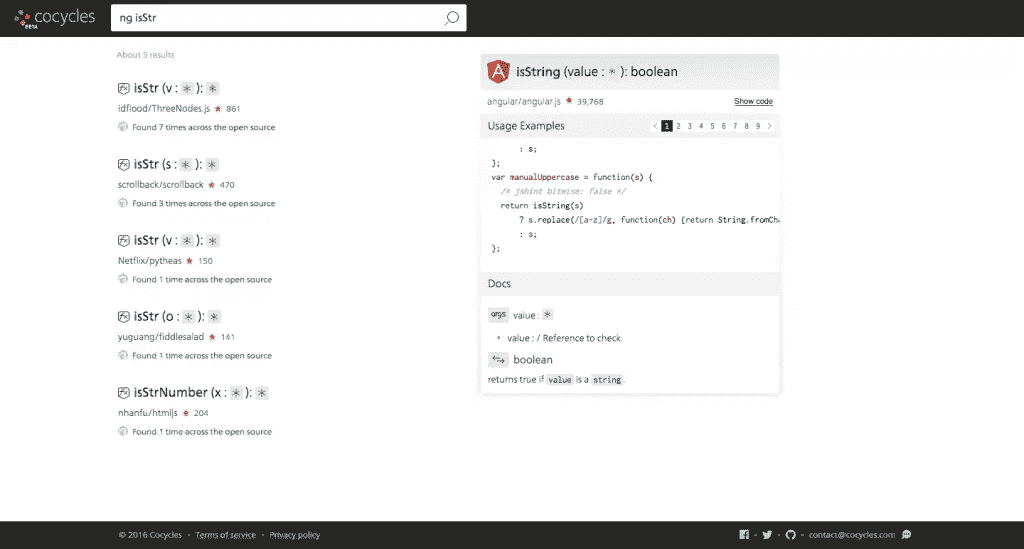 cocycles
BETA
ng isStr
About 5 results
isStr (v : * ): *
idflood/ThreeNodes.js ★ 861
Found 7 times across the open source
isStr (s : * ): *
scrollback/scrollback ★ 470
Found 3 times across the open source
isStr (v : * ): *
Netflix/pytheas ★ 150
Found 1 time across the open source
isStr (o : * ): *
yuguang/fiddlesalad ★ 141
Found 1 time across the open source
isStrNumber (x : * ): *
nhanfu/htmljs 204
Found 1 time across the open source
A isString (value : * ): boolean
angular/angular.js ★ 39,768 Show code
Usage Examples < 1 2 3 4 5 6 7 8 9 >
: s;
};
var manualUppercase = function(s) {
/* jshint bitwise: false */
return isString(s)
? s.replace(/[a-z]/g, function(ch) {return String.fromCha
: s;
};
Docs
args value : *
• value : / Reference to check.
boolean
returns true if value is a string.
© 2016 Cocycles • Terms of service • Privacy policy
contact@cocycles.com